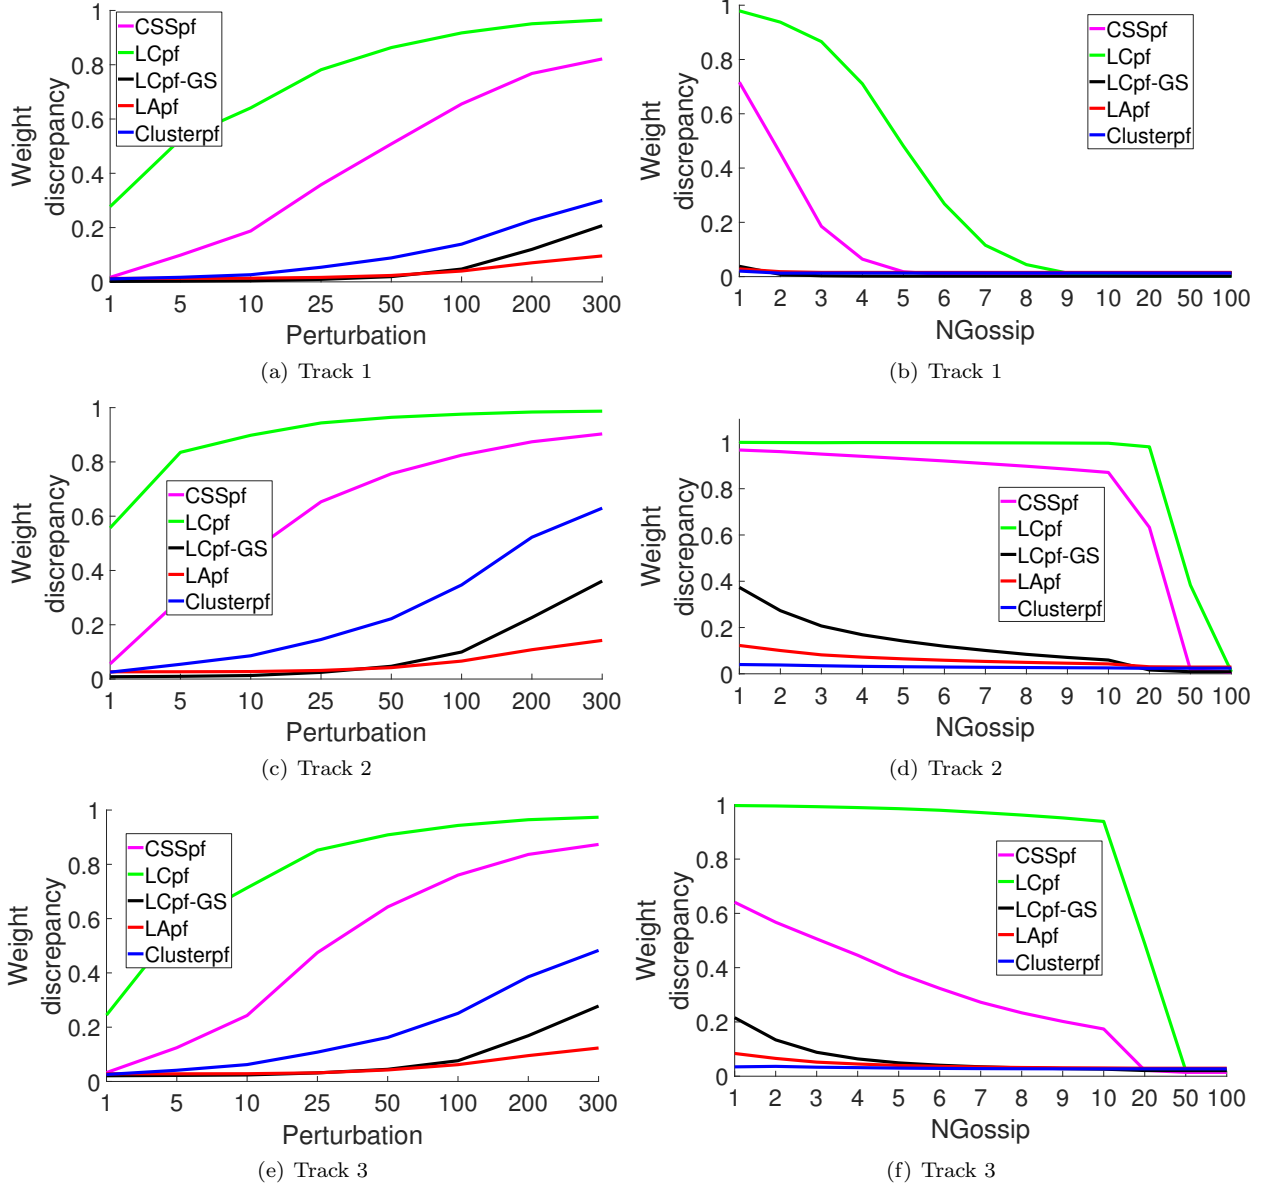 1
0.8
0.6
0.4
0.2
0
Weight
discrepancy
CSSpf
LCpf
LCpf-GS
LApf
Clusterpf
1 5 10 25 50 100 200 300
Perturbation
(a) Track 1
1
0.8
0.6
0.4
0.2
0
Weight
discrepancy
CSSpf
LCpf
LCpf-GS
LApf
Clusterpf
1 2 3 4 5 6 7 8 9 10 20 50 100
NGossip
(b) Track 1
1
0.8
0.6
0.4
0.2
0
Weight
discrepancy
CSSpf
LCpf
LCpf-GS
LApf
Clusterpf
1 5 10 25 50 100 200 300
Perturbation
(c) Track 2
1
0.8
0.6
0.4
0.2
0
Weight
discrepancy
CSSpf
LCpf
LCpf-GS
LApf
Clusterpf
1 2 3 4 5 6 7 8 9 10 20 50 100
NGossip
(d) Track 2
1
0.8
0.6
0.4
0.2
0
Weight
discrepancy
CSSpf
LCpf
LCpf-GS
LApf
Clusterpf
1 5 10 25 50 100 200 300
Perturbation
(e) Track 3
1
0.8
0.6
0.4
0.2
0
Weight
discrepancy
CSSpf
LCpf
LCpf-GS
LApf
Clusterpf
1 2 3 4 5 6 7 8 9 10 20 50 100
NGossip
(f) Track 3